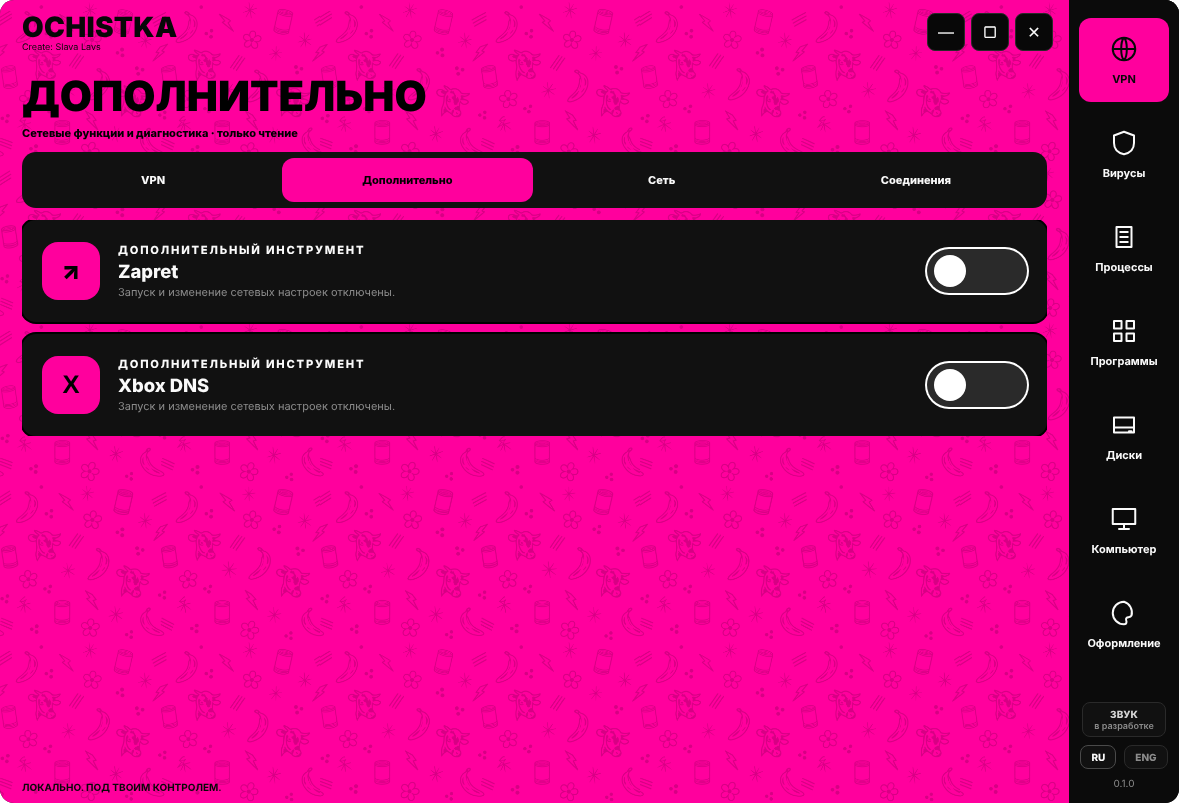 OCHISTKA
Create: Slava Lavs
ДОПОЛНИТЕЛЬНО
Сетевые функции и диагностика · только чтение
VPN
Дополнительно
Сеть
Соединения
ДОПОЛНИТЕЛЬНЫЙ ИНСТРУМЕНТ
Zapret
Запуск и изменение сетевых настроек отключены.
X
ДОПОЛНИТЕЛЬНЫЙ ИНСТРУМЕНТ
Xbox DNS
Запуск и изменение сетевых настроек отключены.
ЛОКАЛЬНО. ПОД ТВОИМ КОНТРОЛЕМ.
VPN
Вирусы
Процессы
Программы
Диски
Компьютер
Оформление
ЗВУК
в разработке
RU
ENG
0.1.0